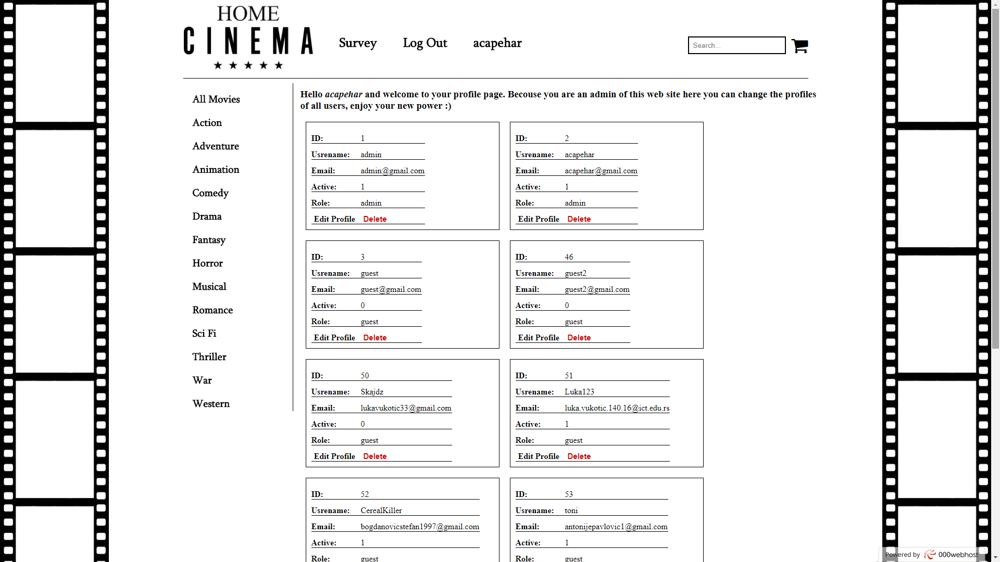 HOME
CINEMA
Survey
Log Out
acapehar
Search...
All Movies
Action
Adventure
Animation
Comedy
Drama
Fantasy
Horror
Musical
Romance
Sci Fi
Thriller
War
Western
Hello acapehar and welcome to your profile page. Becouse you are an admin of this web site here you can change the profiles
of all users, enjoy your new power :)
ID: 1
Usrename: admin
Email: admin@gmail.com
Active: 1
Role: admin
Edit Profile Delete
ID: 2
Usrename: acapehar
Email: acapehar@gmail.com
Active: 1
Role: admin
Edit Profile Delete
ID: 3
Usrename: guest
Email: guest@gmail.com
Active: 0
Role: guest
Edit Profile Delete
ID: 46
Usrename: guest2
Email: guest2@gmail.com
Active: 0
Role: guest
Edit Profile Delete
ID: 50
Usrename: Skajdz
Email: lukavukotic33@gmail.com
Active: 0
Role: guest
Edit Profile Delete
ID: 51
Usrename: Luka123
Email: luka.vukotic.140.16@ict.edu.rs
Active: 1
Role: guest
Edit Profile Delete
ID: 52
Usrename: CerealKiller
Email: bogdanovicstefan1997@gmail.com
Active: 1
Role: guest
ID: 53
Usrename: toni
Email: antonijepavlovic1@gmail.com
Active: 1
Role: guest
Powered by 000webhost